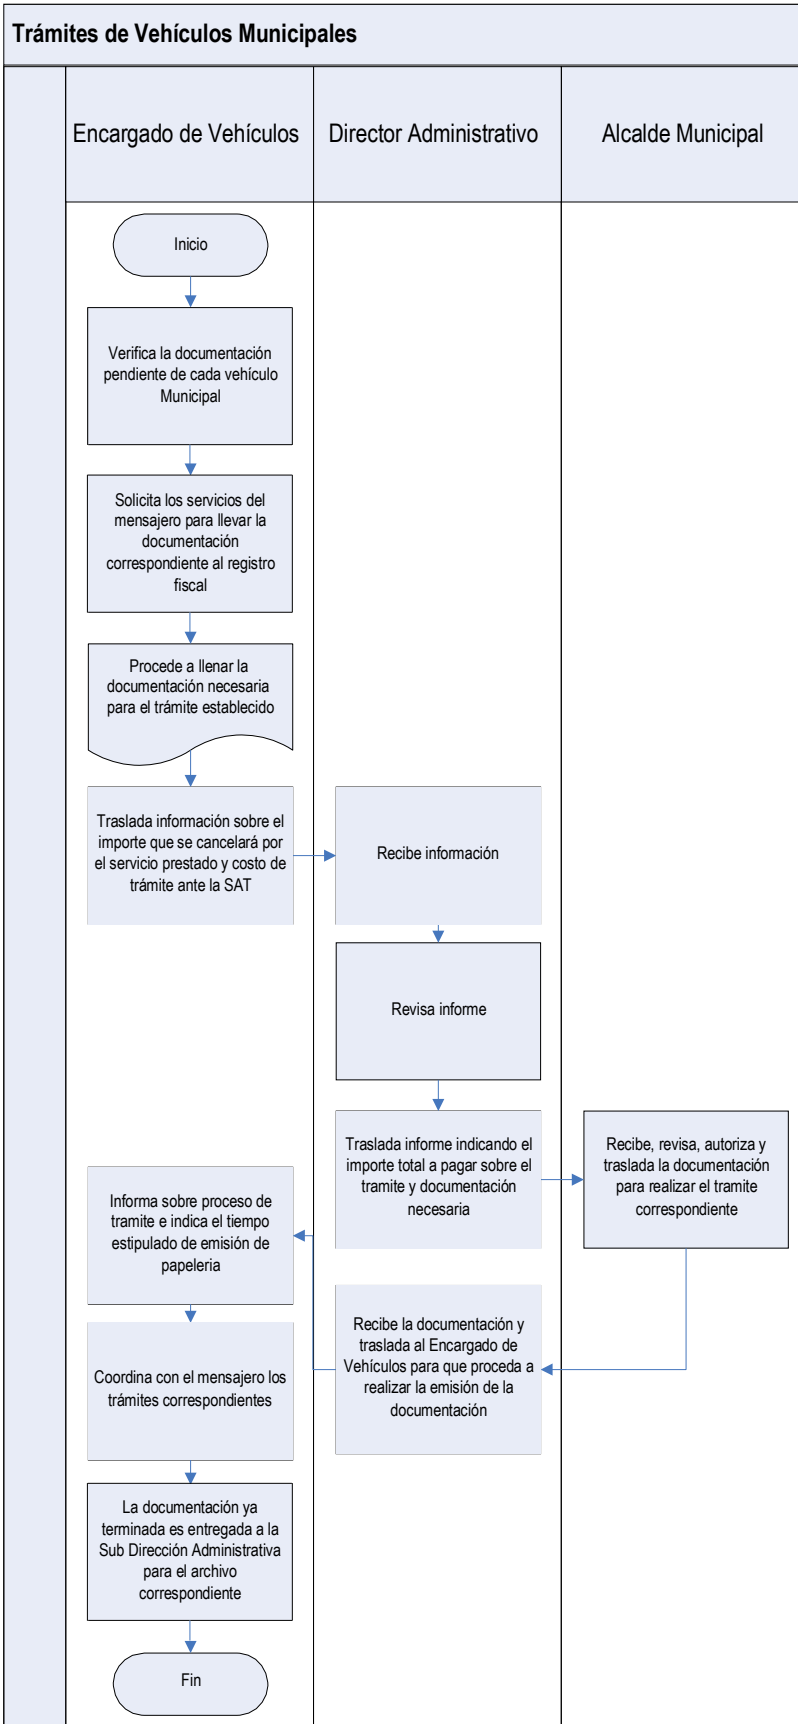 Trámites de Vehículos Municipales
Encargado de Vehículos
Director Administrativo
Alcalde Municipal
Inicio
Verifica la documentación
pendiente de cada vehículo
Municipal
Solicita los servicios del
mensajero para llevar la
documentación
correspondiente al registro
fiscal
Procede a llenar la
documentación necesaria
para el trámite establecido
Traslada información sobre el
importe que se cancelará por
el servicio prestado y costo de
trámite ante la SAT
Recibe información
Revisa informe
Traslada informe indicando el
importe total a pagar sobre el
tramite y documentación
necesaria
Recibe, revisa, autoriza y
traslada la documentación
para realizar el tramite
correspondiente
Recibe la documentación y
traslada al Encargado de
Vehículos para que proceda a
realizar la emisión de la
documentación
Informa sobre proceso de
tramite e indica el tiempo
estipulado de emisión de
papeleria
Coordina con el mensajero los
trámites correspondientes
La documentación ya
terminada es entregada a la
Sub Dirección Administrativa
para el archivo
correspondiente
Fin